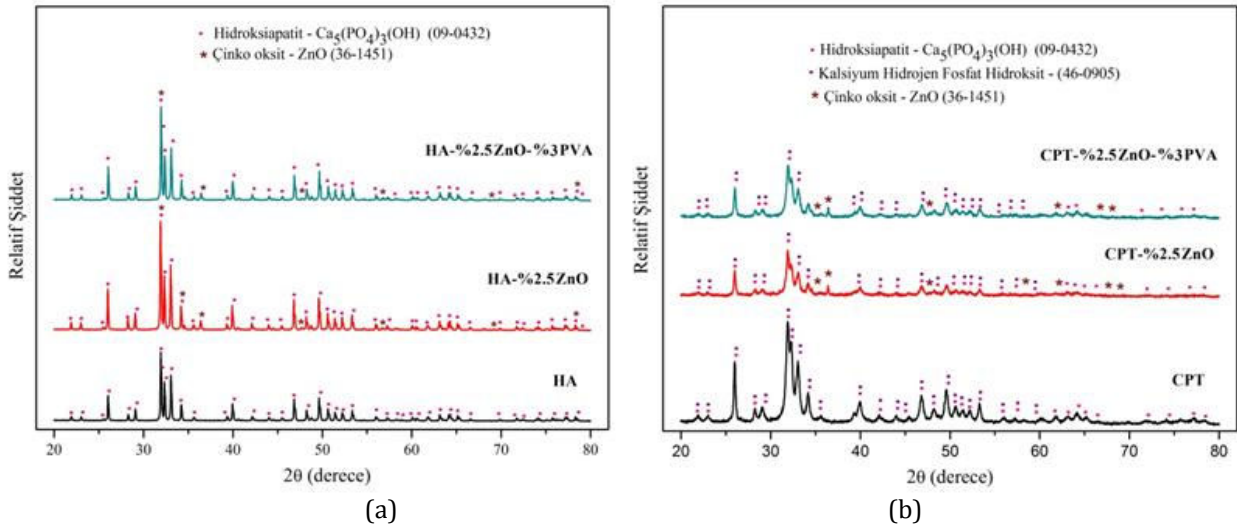 • Hidroksiapatit - Ca5(PO4)3(OH) (09-0432)
★ Çinko oksit - ZnO (36-1451)
HA-%2.5ZnO-%3PVA
HA-%2.5ZnO
HA
Relatif Şiddet
20 30 40 50 60 70 80
2θ (derece)
(a)
• Hidroksiapatit - Ca5(PO4)3(OH) (09-0432)
• Kalsiyum Hidrojen Fosfat Hidroksit - (46-0905)
★ Çinko oksit - ZnO (36-1451)
CPT-%2.5ZnO-%3PVA
CPT-%2.5ZnO
CPT
Relatif Şiddet
20 30 40 50 60 70 80
2θ (derece)
(b)